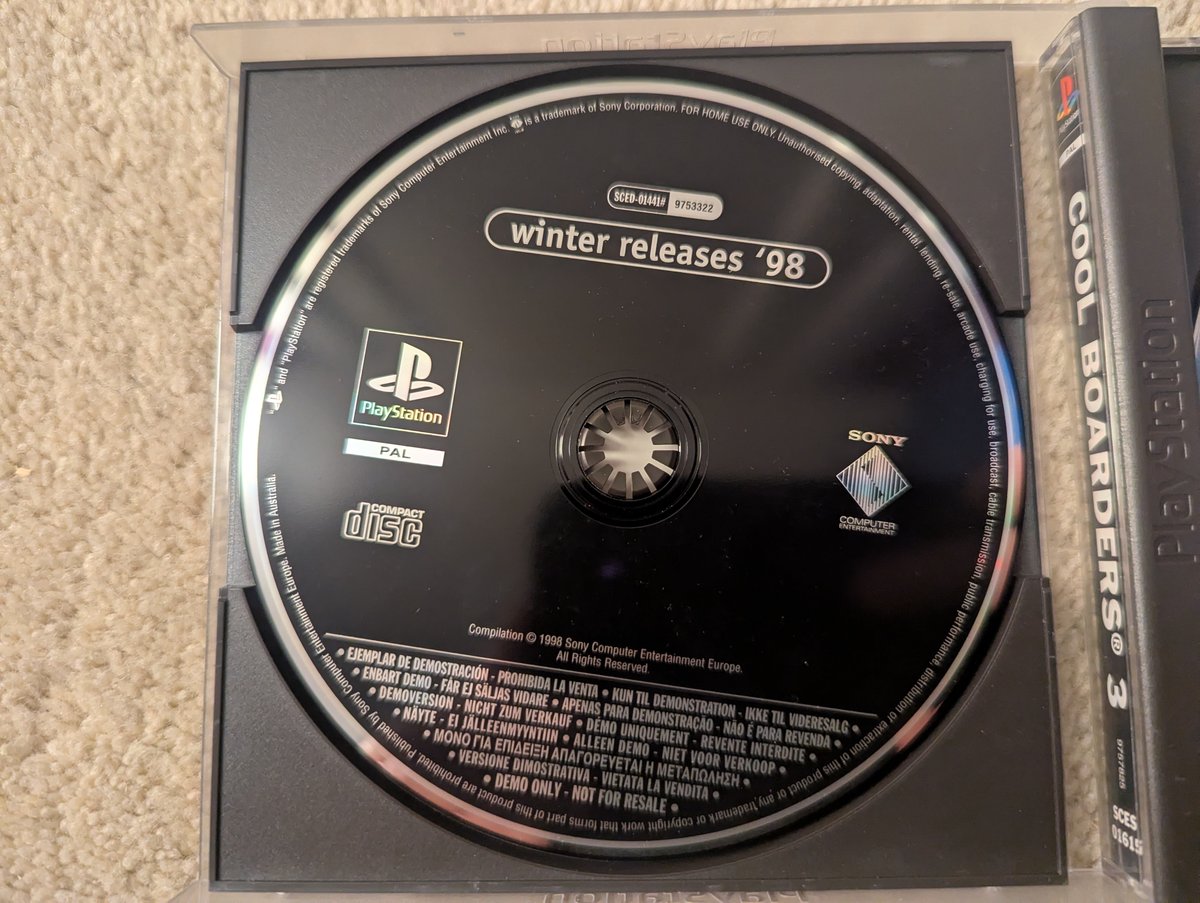 PlayStation
SCED-01441# 9753322
winter releases '98
PlayStation
PAL
COMPACT
disc
SONY
COMPUTER
ENTERTAINMENT
Compilation © 1998 Sony Computer Entertainment Europe.
All Rights Reserved.
• EJEMPLAR DE DEMOSTRACIÓN - PROHIBIDA LA VENTA • KUN TIL DEMONSTRATION - IKKE TIL VIDERESALG •
ENBART DEMO - FÅR EJ SÄLJAS VIDARE • APENAS PARA DEMONSTRAÇÃO - NÃO É PARA REVENDA •
DEMOVERSION - NICHT ZUM VERKAUF • DÉMO UNIQUEMENT - REVENTE INTERDITE •
NÄYTE - EI JÄLLEENMYYNTIIN • ALLEEN DEMO - NIET VOOR VERKOOP •
• ΜΟΝΟ ΓΙΑ ΕΠΙΔΕΙΞΗ ΑΠΑΓΟΡΕΥΕΤΑΙ Η ΜΕΤΑΠΩΛΗΣΗ •
• VERSIONE DIMOSTRATIVA - VIETATA LA VENDITA •
• DEMO ONLY - NOT FOR RESALE •
" " and "PlayStation" are registered trademarks of Sony Computer Entertainment Inc. is a trademark of Sony Corporation. FOR HOME USE ONLY. Unauthorised copying, adaptation, rental, lending, re-sale, arcade use, charging for use, broadcast, cable transmission, public performance, distribution or extraction of this product or any trademark or copyright work that forms part of this product are prohibited. Published by Sony Computer Entertainment Europe. Made in Australia.
PlayStation
PAL
COOL BOARDERS® 3
9757825
SCES
01615
PlayStation
PlayStation